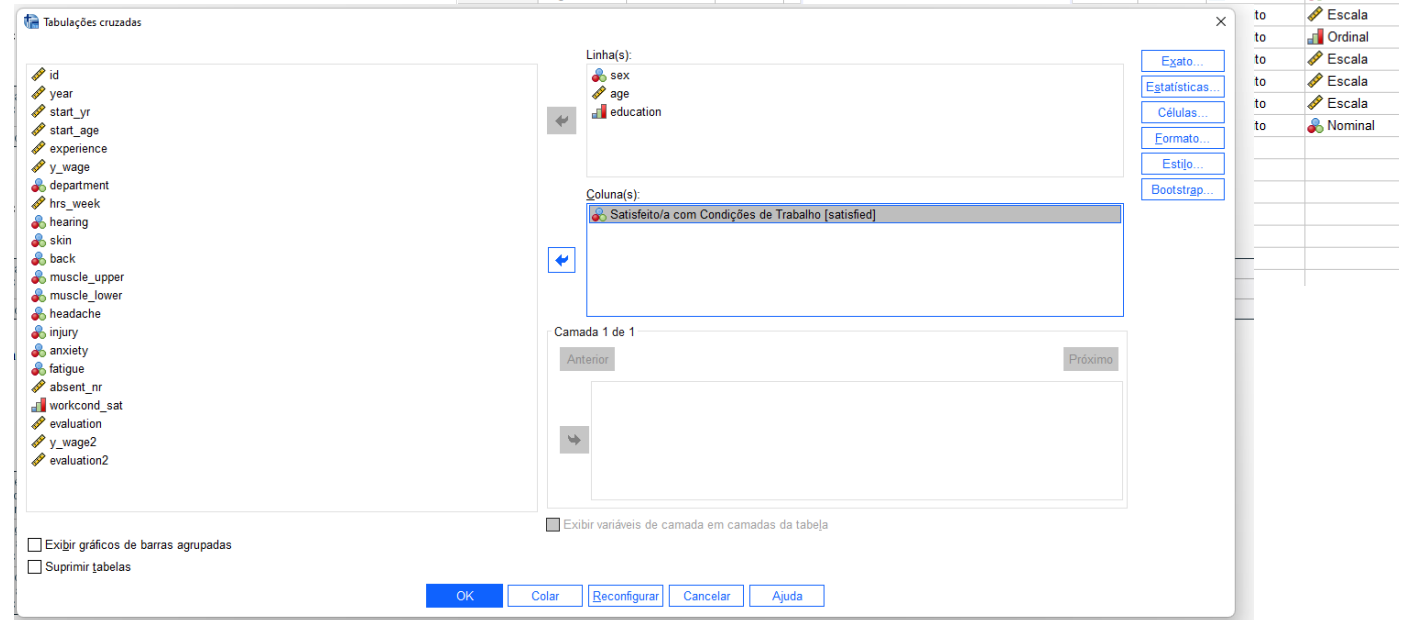 Tabulações cruzadas
id
year
start_yr
start_age
experience
y_wage
department
hrs_week
hearing
skin
back
muscle_upper
muscle_lower
headache
injury
anxiety
fatigue
absent_nr
workcond_sat
evaluation
y_wage2
evaluation2
Exibir gráficos de barras agrupadas
Suprimir tabelas
Linha(s):
sex
age
education
Coluna(s):
Satisfeito/a com Condições de Trabalho [satisfied]
Camada 1 de 1
Anterior
Próximo
Exibir variáveis de camada em camadas da tabela
Exato...
Estatísticas...
Células...
Formato...
Estilo...
Bootstrap...
OK
Colar
Reconfigurar
Cancelar
Ajuda
to Escala
to Ordinal
to Escala
to Escala
to Escala
to Nominal